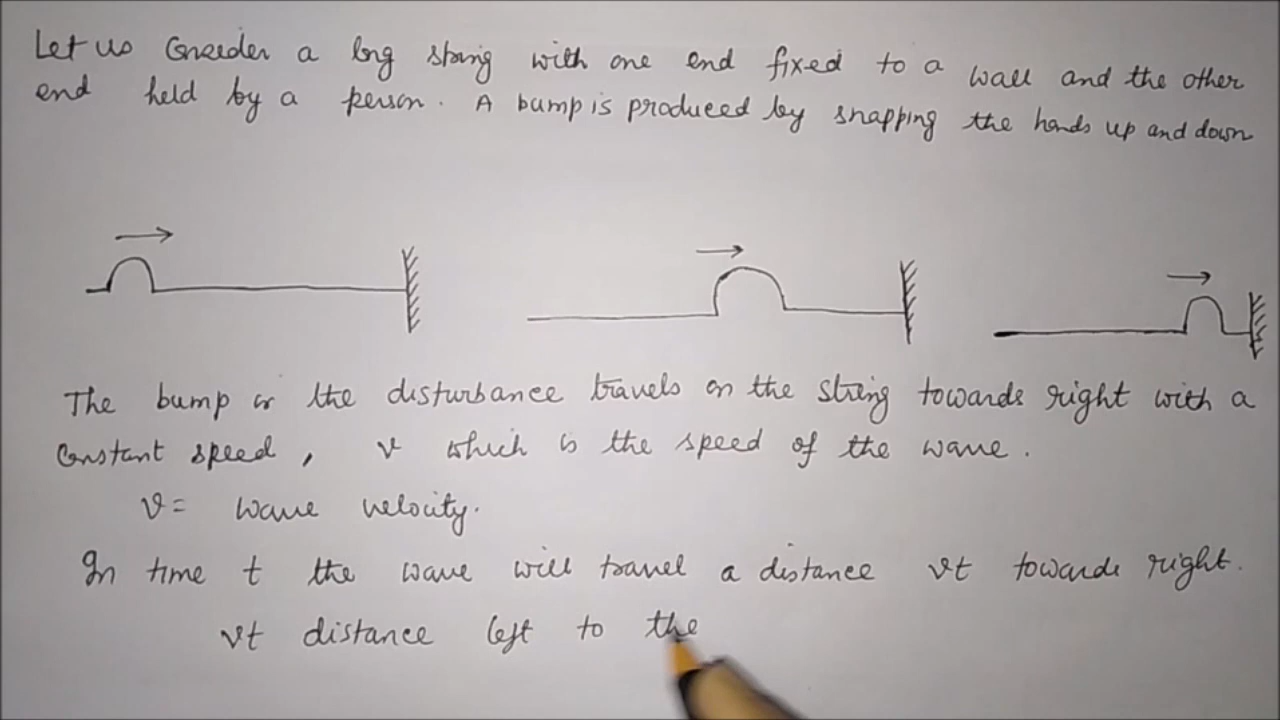 Let us Consider a long string with one end fixed to a wall and the other
end held by a person. A bump is produced by snapping the hands up and down
The bump or the disturbance travels on the string towards right with a
Constant speed, v which is the speed of the wave.
v = wave velocity.
In time t the wave will travel a distance vt towards right.
vt distance left to the